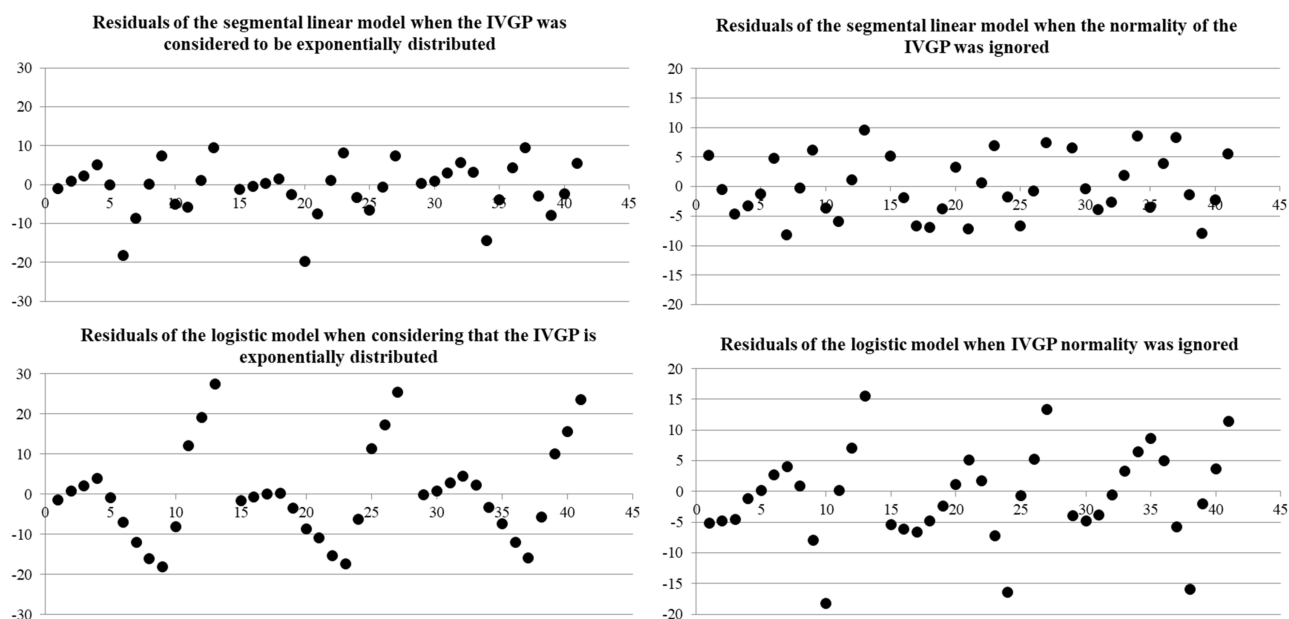 Residuals of the segmental linear model when the IVGP was
considered to be exponentially distributed
30
20
10
0
-10
-20
-30
0 5 10 15 20 25 30 35 40 45
Residuals of the segmental linear model when the normality of the
IVGP was ignored
20
15
10
5
0
-5
-10
-15
-20
0 5 10 15 20 25 30 35 40 45
Residuals of the logistic model when considering that the IVGP is
exponentially distributed
30
20
10
0
-10
-20
-30
0 5 10 15 20 25 30 35 40 45
Residuals of the logistic model when IVGP normality was ignored
20
15
10
5
0
-5
-10
-15
-20
0 5 10 15 20 25 30 35 40 45